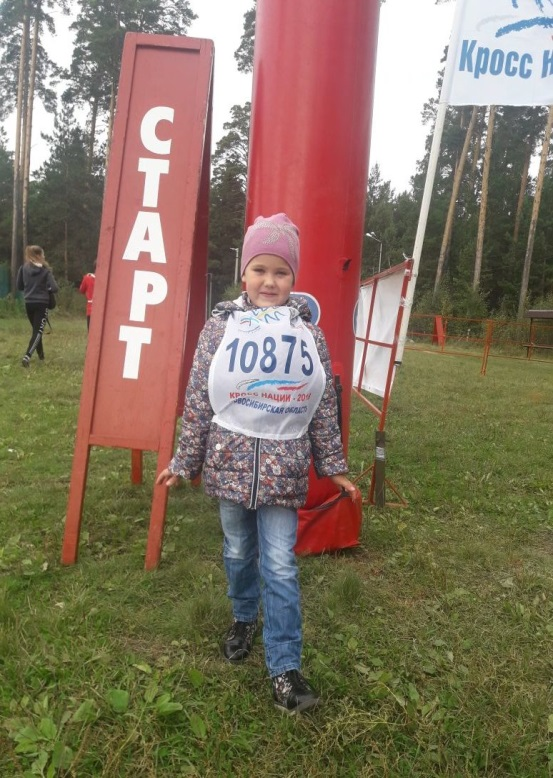 СТАРТ
Кросс Н
10875
КРОСС НАЦИИ - 201
НОВОСИБИРСКАЯ ОБЛАСТЬ